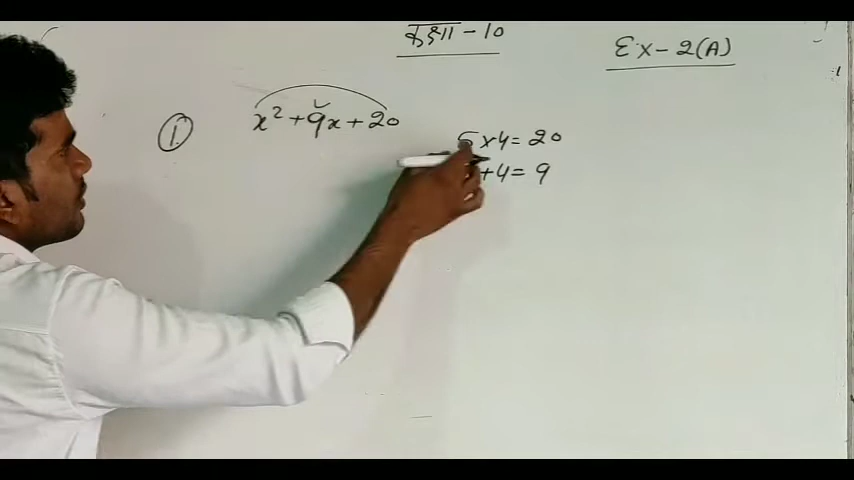 कक्षा - 10
Ex - 2(A)
① x² + 9x + 20
5 x 4 = 20
+ 4 = 9